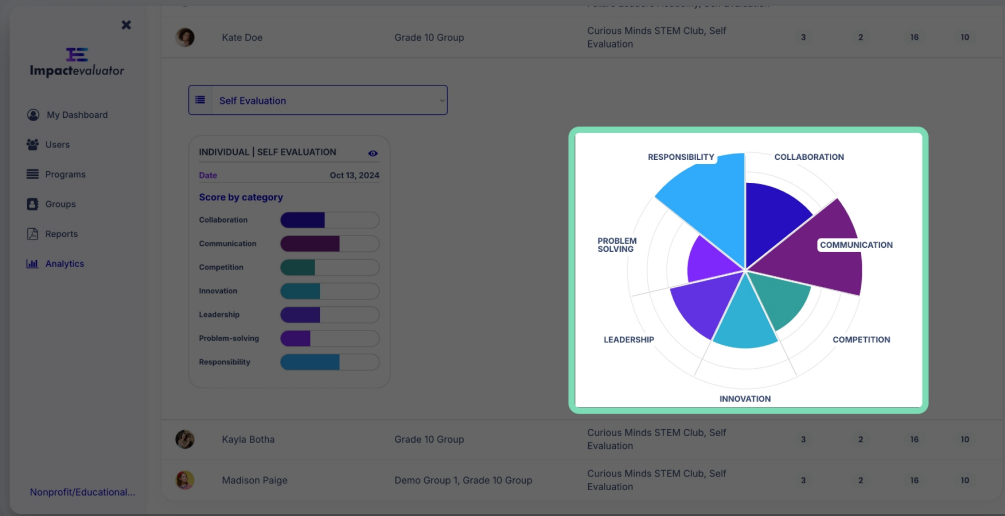 Kate Doe
Grade 10 Group
Curious Minds STEM Club, Self
Evaluation
3
2
16
10
Impactevaluator
My Dashboard
Users
Programs
Groups
Reports
Analytics
Nonprofit/Educational...
Self Evaluation
INDIVIDUAL | SELF EVALUATION
Date
Oct 13, 2024
Score by category
Collaboration
Communication
Competition
Innovation
Leadership
Problem-solving
Responsibility
RESPONSIBILITY
COLLABORATION
PROBLEM
SOLVING
COMMUNICATION
LEADERSHIP
COMPETITION
INNOVATION
Kayla Botha
Grade 10 Group
Curious Minds STEM Club, Self
Evaluation
3
2
16
10
Madison Paige
Demo Group 1, Grade 10 Group
Curious Minds STEM Club, Self
Evaluation
3
2
16
10